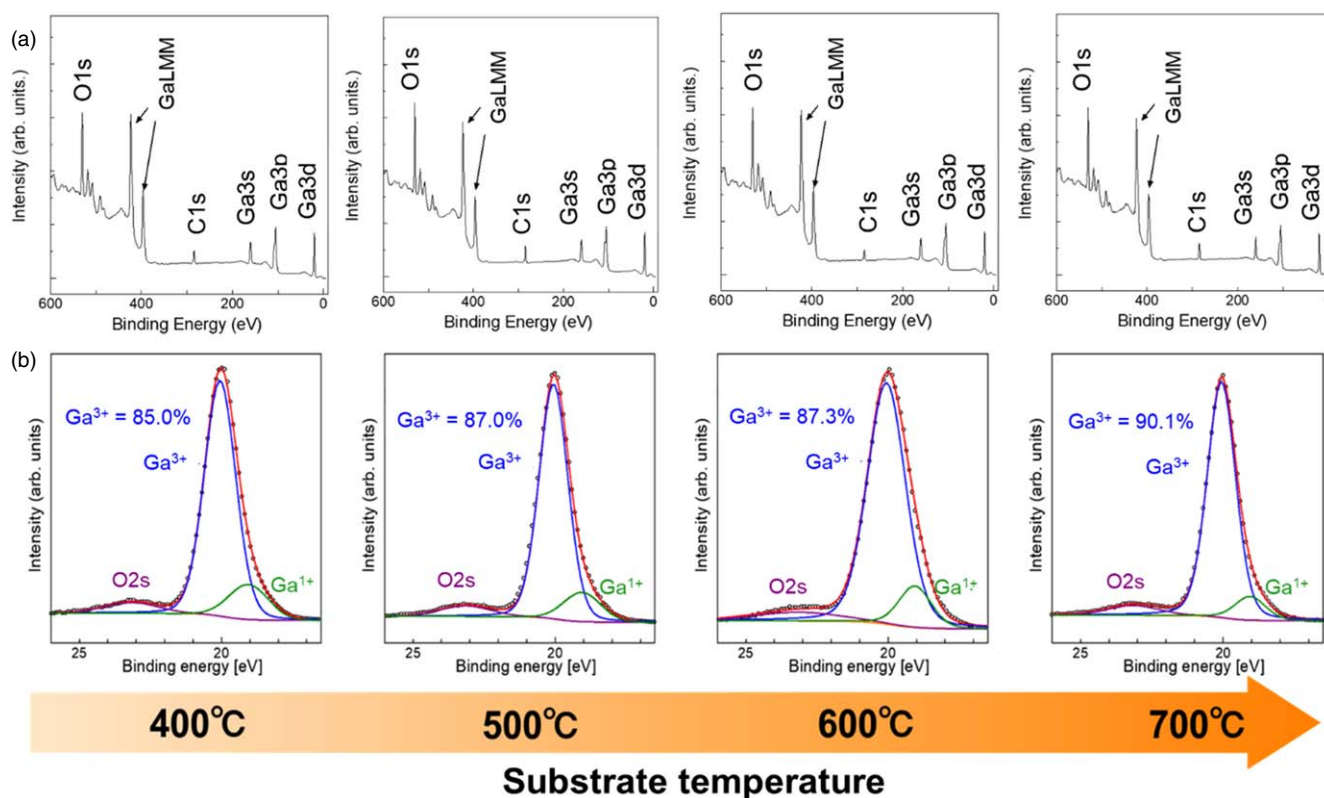 (a)
Intensity (arb. units.)
O1s
GaLMM
C1s
Ga3s
Ga3p
Ga3d
600 400 200 0
Binding Energy (eV)
Intensity (arb. units.)
O1s
GaLMM
C1s
Ga3s
Ga3p
Ga3d
600 400 200 0
Binding Energy (eV)
Intensity (arb. units.)
O1s
GaLMM
C1s
Ga3s
Ga3p
Ga3d
600 400 200 0
Binding Energy (eV)
Intensity (arb. units.)
O1s
GaLMM
C1s
Ga3s
Ga3p
Ga3d
600 400 200 0
Binding Energy (eV)
(b)
Intensity (arb. units)
Ga³⁺ = 85.0%
Ga³⁺
O2s
Ga¹⁺
25 20
Binding energy [eV]
Intensity (arb. units)
Ga³⁺ = 87.0%
Ga³⁺
O2s
Ga¹⁺
25 20
Binding energy [eV]
Intensity (arb. units)
Ga³⁺ = 87.3%
Ga³⁺
O2s
Ga¹⁺
25 20
Binding energy [eV]
Intensity (arb. units)
Ga³⁺ = 90.1%
Ga³⁺
O2s
Ga¹⁺
25 20
Binding energy [eV]
400℃ 500℃ 600℃ 700℃
Substrate temperature